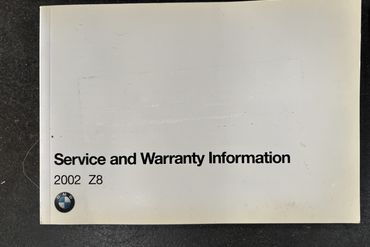 Service and Warranty Information
2002 Z8